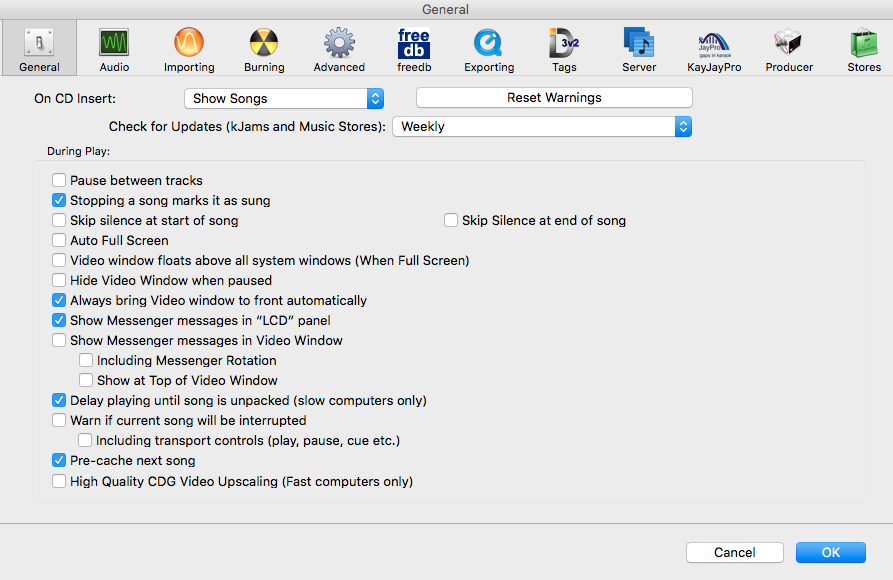 General
free
db
3v2
JayPro
gaps in karaok
General Audio Importing Burning Advanced freedb Exporting Tags Server KayJayPro Producer Stores
On CD Insert: Show Songs Reset Warnings
Check for Updates (kJams and Music Stores): Weekly
During Play:
Pause between tracks
Stopping a song marks it as sung
Skip silence at start of song Skip Silence at end of song
Auto Full Screen
Video window floats above all system windows (When Full Screen)
Hide Video Window when paused
Always bring Video window to front automatically
Show Messenger messages in “LCD” panel
Show Messenger messages in Video Window
Including Messenger Rotation
Show at Top of Video Window
Delay playing until song is unpacked (slow computers only)
Warn if current song will be interrupted
Including transport controls (play, pause, cue etc.)
Pre-cache next song
High Quality CDG Video Upscaling (Fast computers only)
Cancel OK